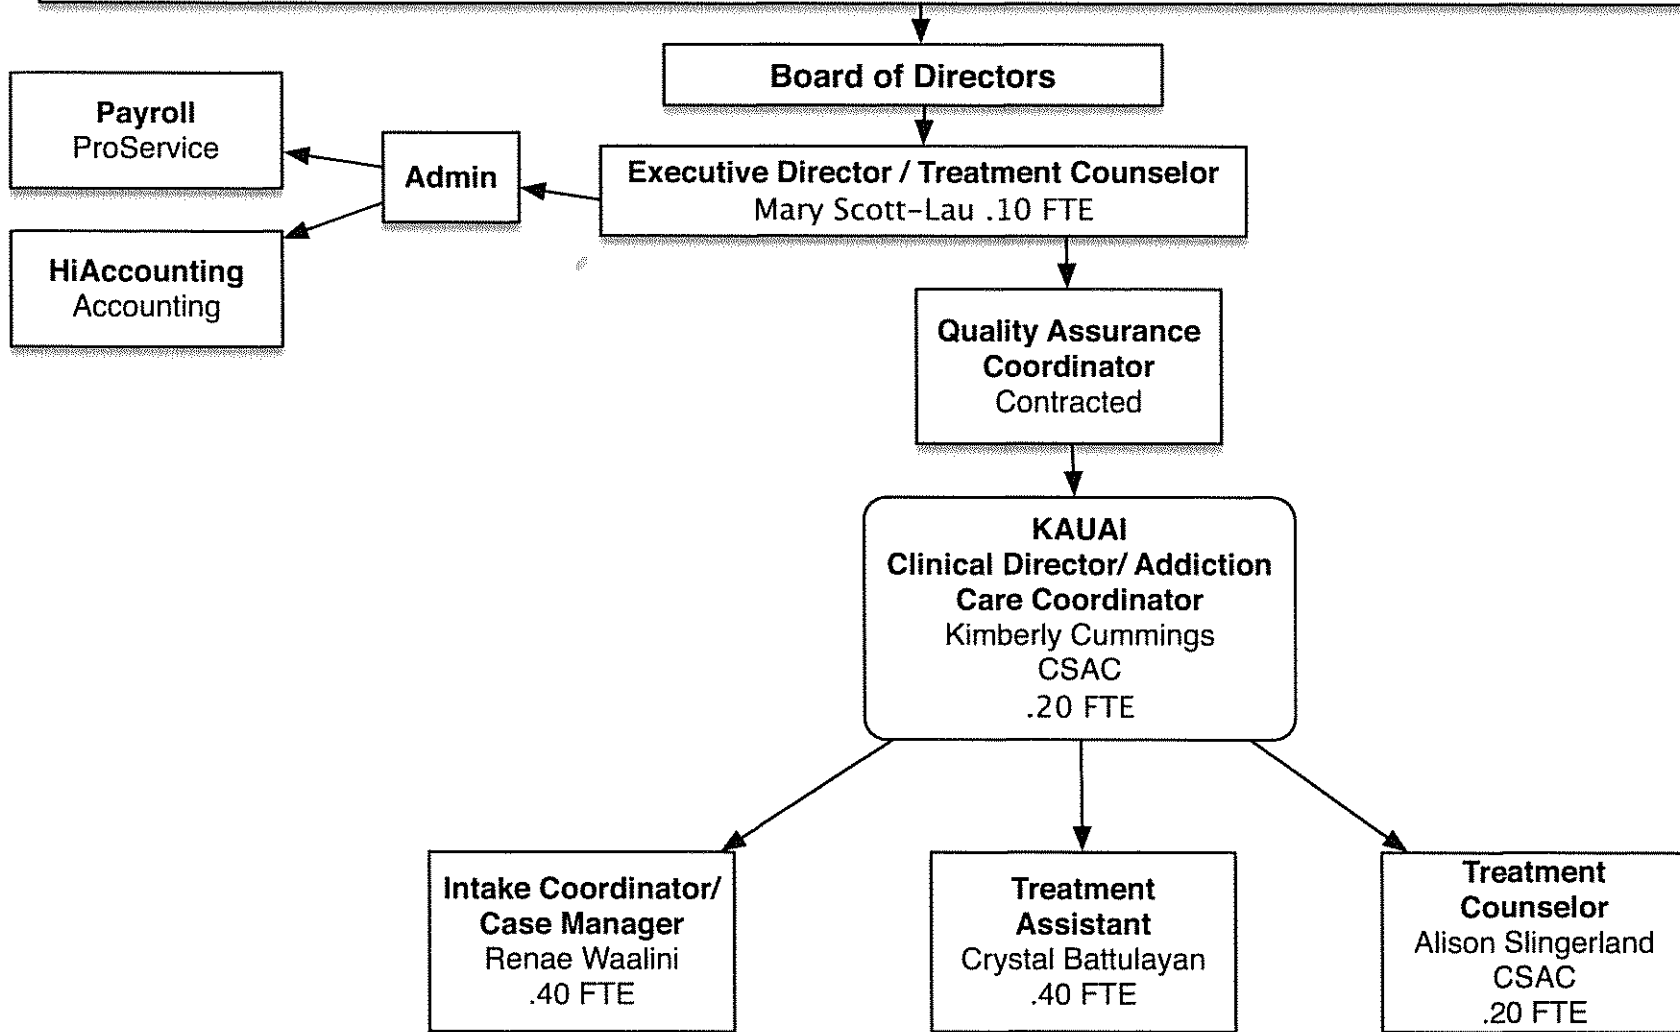 Board of Directors
Payroll
ProService
Admin
Executive Director / Treatment Counselor
Mary Scott-Lau .10 FTE
HiAccounting
Accounting
Quality Assurance
Coordinator
Contracted
KAUAI
Clinical Director/ Addiction
Care Coordinator
Kimberly Cummings
CSAC
.20 FTE
Intake Coordinator/
Case Manager
Renae Waalini
.40 FTE
Treatment
Assistant
Crystal Battulayan
.40 FTE
Treatment
Counselor
Alison Slingerland
CSAC
.20 FTE